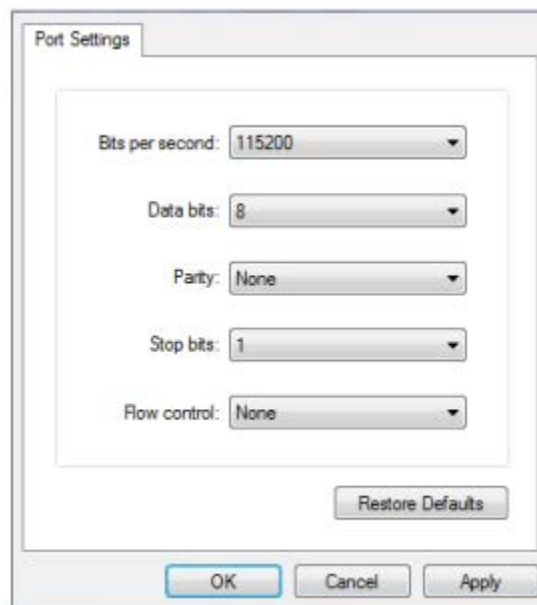 Port Settings
Bits per second: 115200
Data bits: 8
Parity: None
Stop bits: 1
Flow control: None
Restore Defaults
OK Cancel Apply